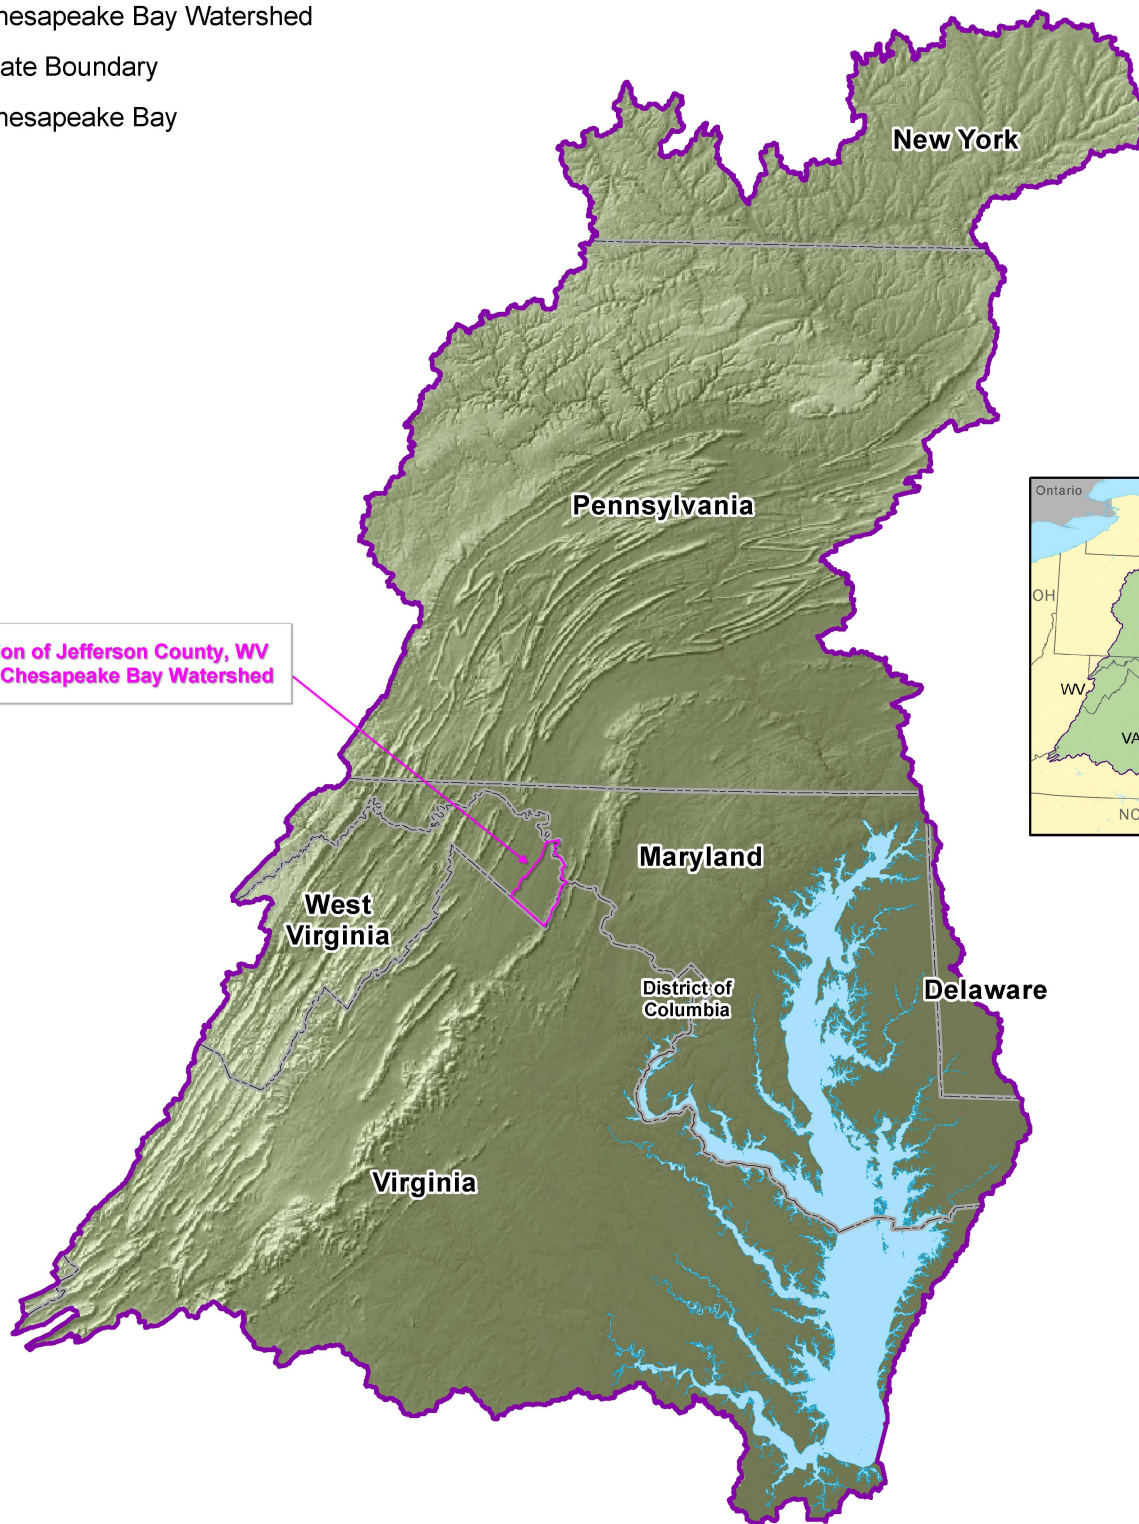 hesapeake Bay Watershed
ate Boundary
hesapeake Bay
New York
Pennsylvania
Ontario
OH
WV
VA
NC
on of Jefferson County, WV
Chesapeake Bay Watershed
Maryland
West
Virginia
District of
Columbia
Delaware
Virginia